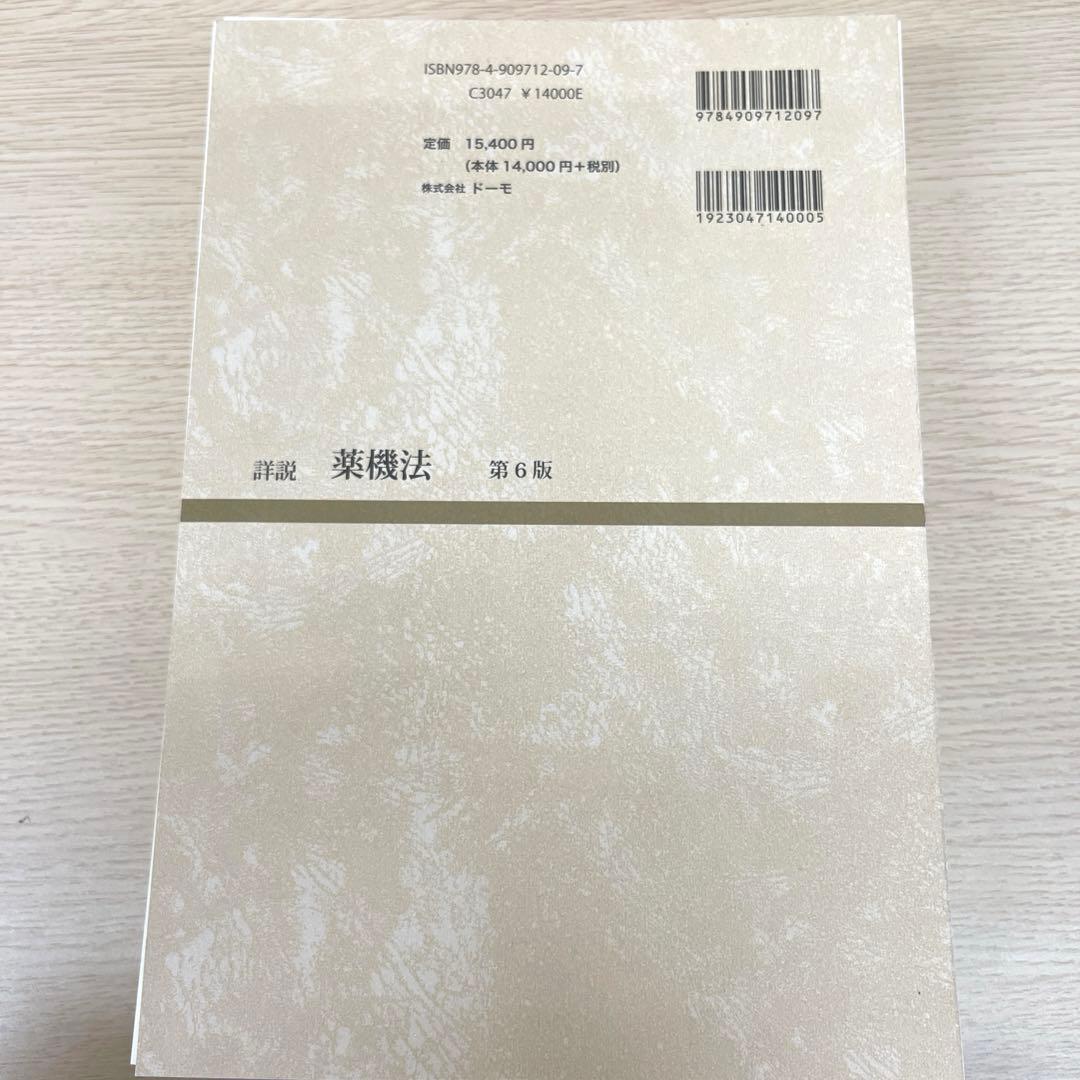 ISBN978-4-909712-09-7
C3047 ¥14000E
9784909712097
定価 15,400円
(本体14,000円+税別)
株式会社 ドーモ
1923047140005
詳説 薬機法 第6版